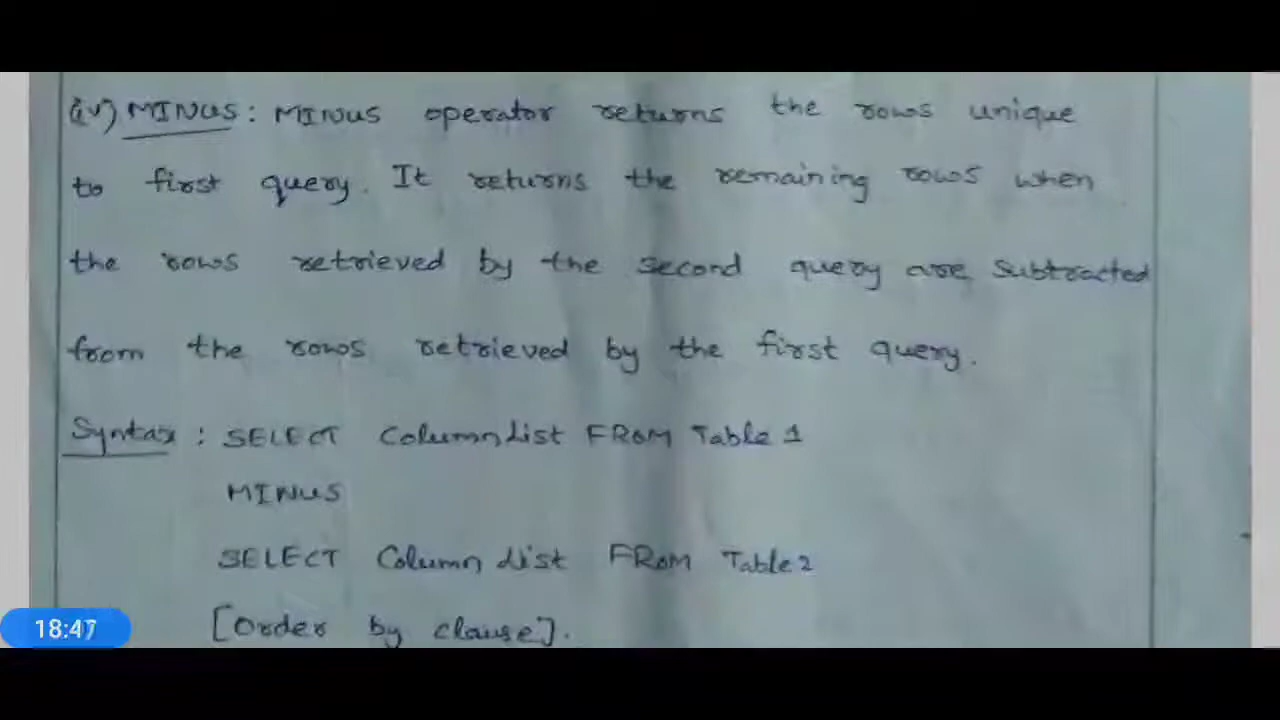 (iv) MINUS: MINUS operator returns the rows unique
to first query. It returns the remaining rows when
the rows retrieved by the second query are subtracted
from the rows retrieved by the first query.
Syntax: SELECT Column list FROM Table 1
MINUS
SELECT Column list FROM Table 2
[Order by clause].
18:47